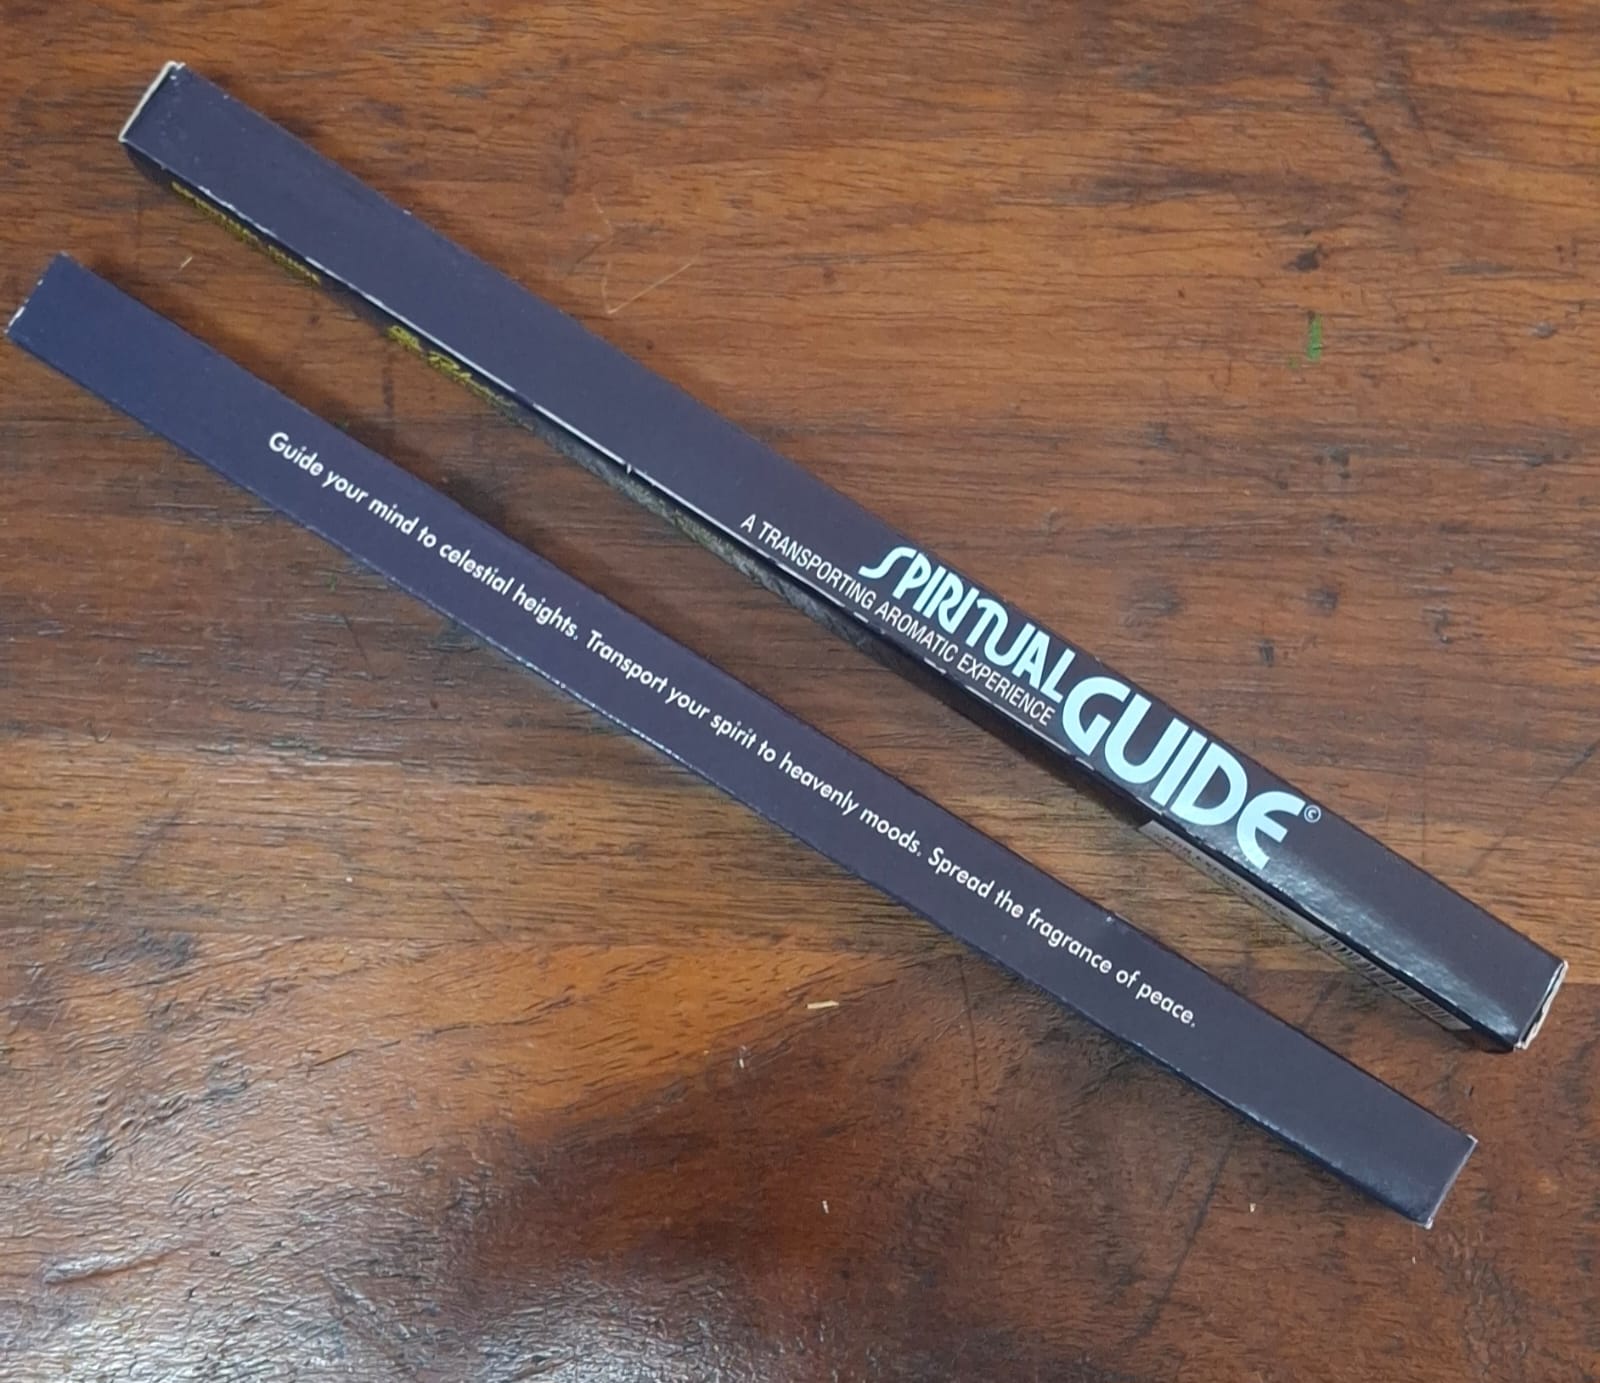 SPIRITUAL GUIDE©
A TRANSPORTING AROMATIC EXPERIENCE
Guide your mind to celestial heights. Transport your spirit to heavenly moods. Spread the fragrance of peace.